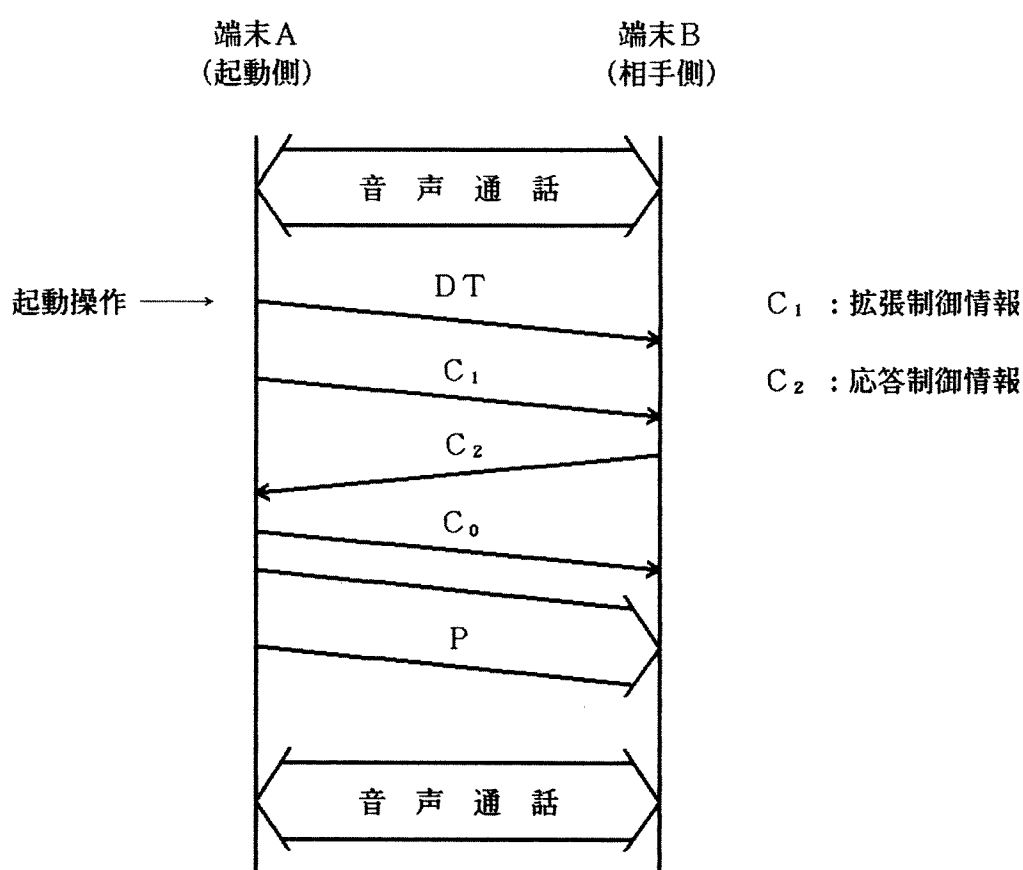 端末A
(起動側)
端末B
(相手側)
音声通話
起動操作
DT
C₁
C₁ : 拡張制御情報
C₂
C₂ : 応答制御情報
C₀
P
音声通話